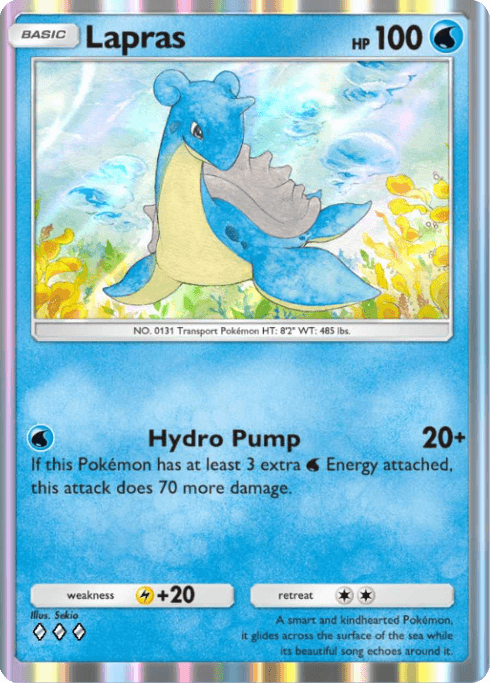 BASIC Lapras HP 100
NO. 0131 Transport Pokémon HT: 8'2" WT: 485 lbs.
Hydro Pump 20+
If this Pokémon has at least 3 extra Energy attached,
this attack does 70 more damage.
weakness +20 retreat
Illus. Sekio
A smart and kindhearted Pokémon,
it glides across the surface of the sea while
its beautiful song echoes around it.